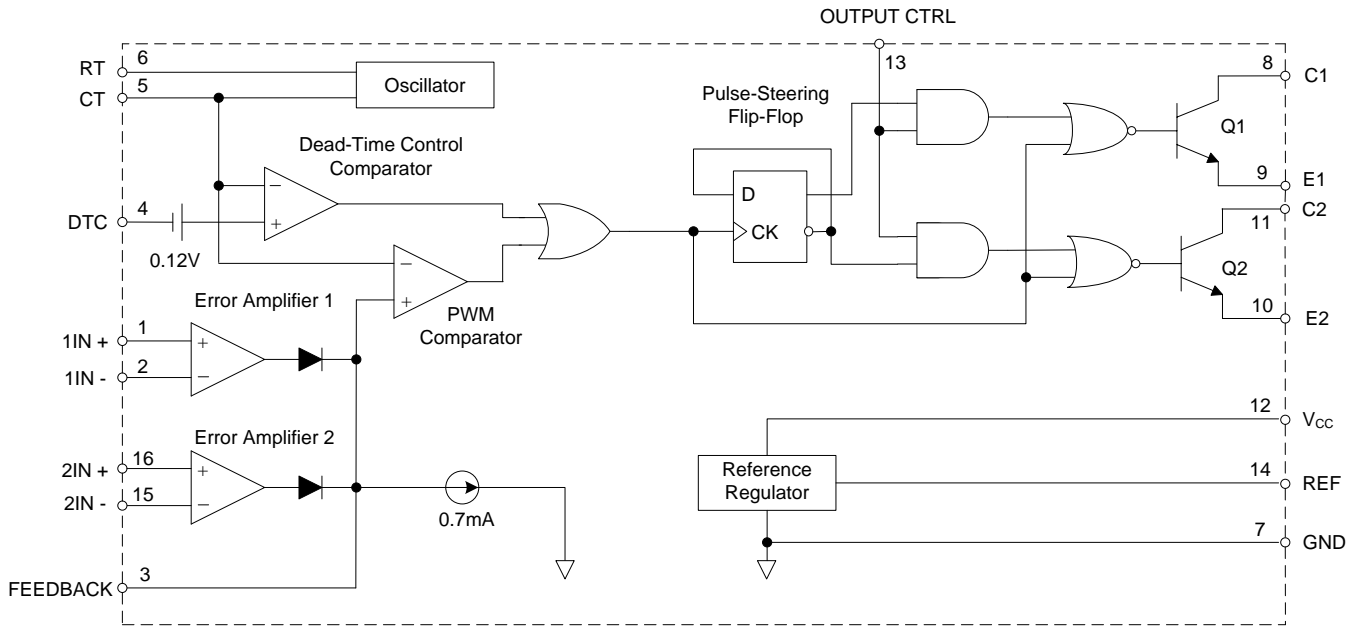 OUTPUT CTRL
13
RT
6
CT
5
Oscillator
Pulse-Steering
Flip-Flop
8
C1
Q1
9
E1
Dead-Time Control
Comparator
−
+
DTC
4
0.12V
D
CK
C2
11
Q2
10
E2
−
+
PWM
Comparator
Error Amplifier 1
1IN +
1
1IN -
2
+
−
Error Amplifier 2
2IN +
16
2IN -
15
+
−
0.7mA
FEEDBACK
3
12
VCC
Reference
Regulator
14
REF
7
GND